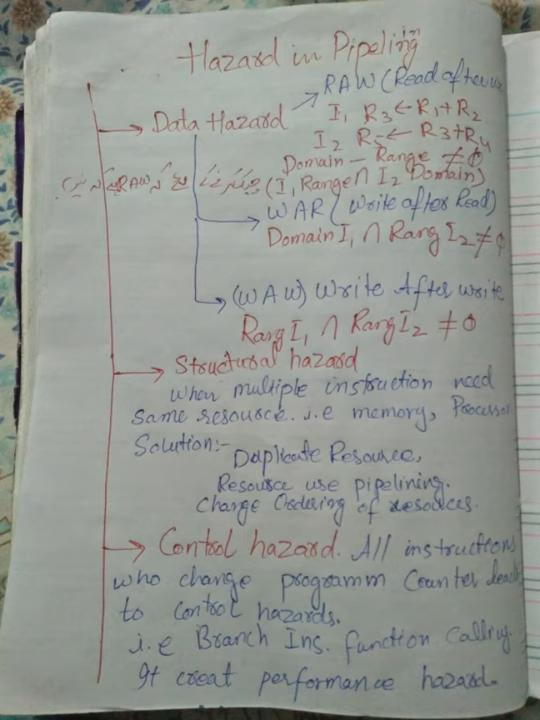 Hazard in Pipeling
Data Hazard
RAW (Read after w
I1 R3 ← R1 + R2
I2 R5 ← R3 + R4
Domain - Range ≠ φ
(I1 Range ∩ I2 Domain)
RAW
WAR (Write after Read)
Domain I1 ∩ Rang I2 ≠ φ
(WAW) Write After write
Rang I1 ∩ Rang I2 ≠ φ
Structural hazard
when multiple instruction need
Same resource. i.e memory, Processor
Solution:-
Duplicate Resource,
Resource use pipelining.
Change Ordering of resources.
Control hazard. All instructions
who change programm Counter leads
to control hazards.
i.e Branch Ins. function Calling.
It creat performance hazard.